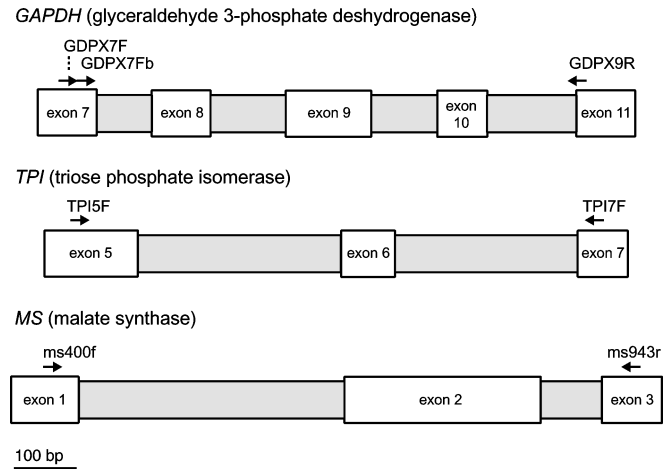 GAPDH (glyceraldehyde 3-phosphate deshydrogenase)
GDPX7F
GDPX7Fb
GDPX9R
exon 7
exon 8
exon 9
exon
10
exon 11
TPI (triose phosphate isomerase)
TPI5F
TPI7F
exon 5
exon 6
exon 7
MS (malate synthase)
ms400f
ms943r
exon 1
exon 2
exon 3
100 bp